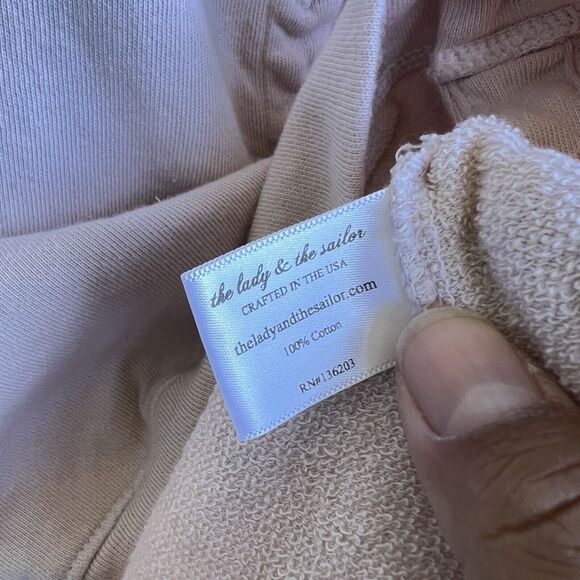 the lady & the sailor
CRAFTED IN THE USA
theladyandthesailor.com
100% Cotton
RN#136203